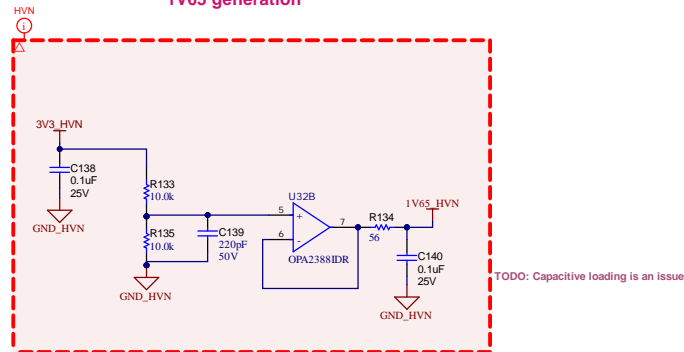 1V65 generation
HVN
i
3V3_HVN
C138
0.1uF
25V
GND_HVN
R133
10.0k
R135
10.0k
C139
220pF
50V
GND_HVN
U32B
5
+
6
-
7
OPA2388IDR
R134
56
1V65_HVN
C140
0.1uF
25V
GND_HVN
TODO: Capacitive loading is an issue